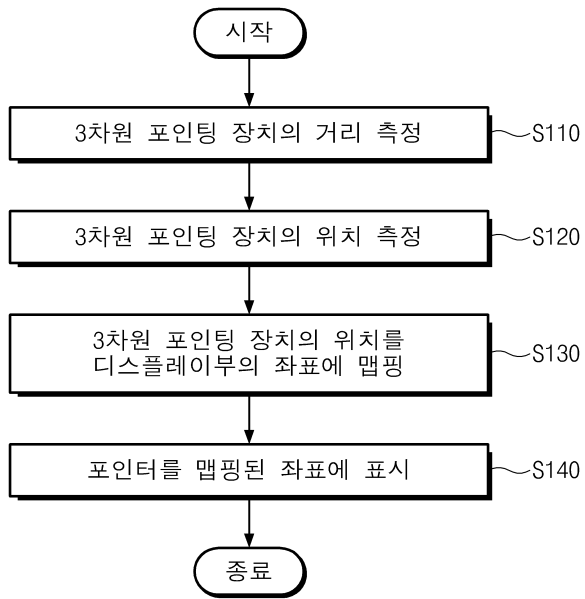 시작
3차원 포인팅 장치의 거리 측정
S110
3차원 포인팅 장치의 위치 측정
S120
3차원 포인팅 장치의 위치를
디스플레이부의 좌표에 맵핑
S130
포인터를 맵핑된 좌표에 표시
S140
종료